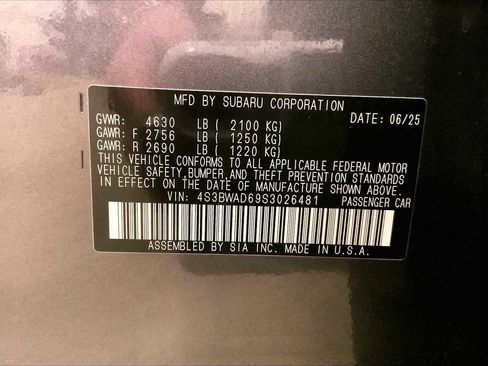 MFD BY SUBARU CORPORATION DATE: 06/25
GVWR: 4630 LB ( 2100 KG)
GAWR: F 2756 LB ( 1250 KG)
GAWR: R 2690 LB ( 1220 KG)
THIS VEHICLE CONFORMS TO ALL APPLICABLE FEDERAL MOTOR
VEHICLE SAFETY,BUMPER,AND THEFT PREVENTION STANDARDS
IN EFFECT ON THE DATE OF MANUFACTURE SHOWN ABOVE.
VIN: 4S3BWAD69S3026481 PASSENGER CAR
ASSEMBLED BY SIA INC. MADE IN U.S.A.